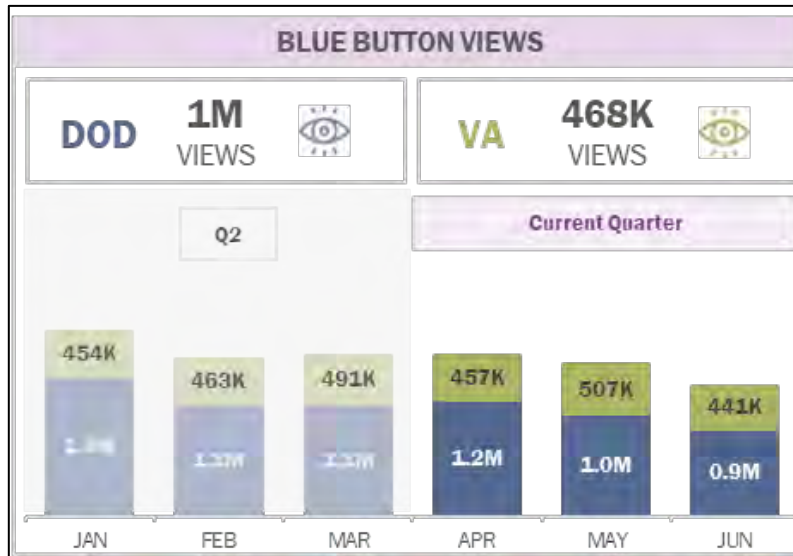 BLUE BUTTON VIEWS
DOD 1M VIEWS
VA 468K VIEWS
Q2
Current Quarter
454K
463K
491K
457K
507K
441K
1.2M
1.0M
0.9M
JAN FEB MAR APR MAY JUN